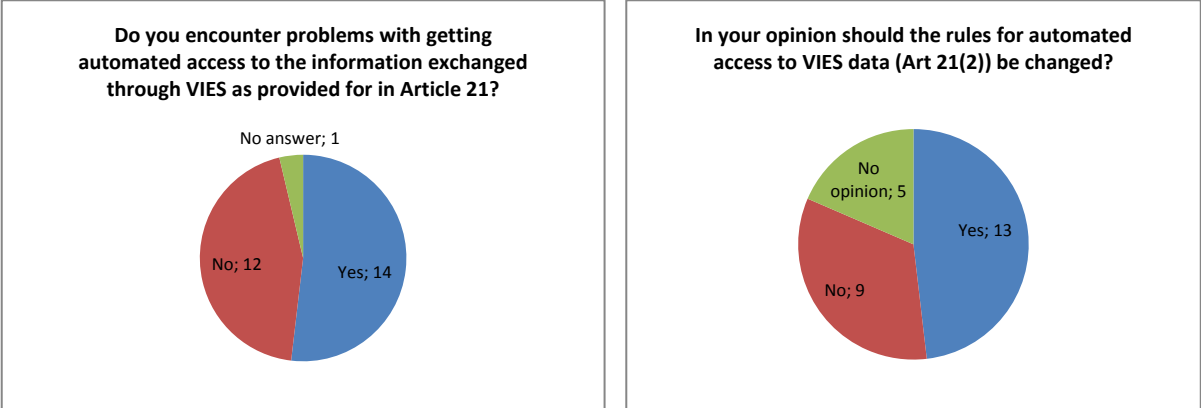 Do you encounter problems with getting
automated access to the information exchanged
through VIES as provided for in Article 21?
No answer; 1
No; 12
Yes; 14
In your opinion should the rules for automated
access to VIES data (Art 21(2)) be changed?
No
opinion; 5
Yes; 13
No; 9